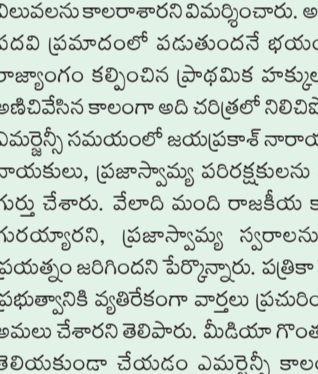 విలువలను కాలరాశారని విమర్శించారు. అ
పదవి ప్రమాదంలో పడుతుందనే భయం
రాజ్యాంగం కల్పించిన ప్రాథమిక హక్కుల
అణిచివేసిన కాలంగా అది చరిత్రలో నిలిచిపో
ఎమర్జెన్సీ సమయంలో జయప్రకాశ్ నారాయ
నాయకులు, ప్రజాస్వామ్య పరిరక్షకులను
గుర్తు చేశారు. వేలాది మంది రాజకీయ క
గురయ్యారని, ప్రజాస్వామ్య స్వరాలను
ప్రయత్నం జరిగిందని పేర్కొన్నారు. పత్రికా
ప్రభుత్వానికి వ్యతిరేకంగా వార్తలు ప్రచురిం
అమలు చేశారని తెలిపారు. మీడియా గొంత
తెలియకుండా చేయడం ఎమర్జెన్సీ కాల